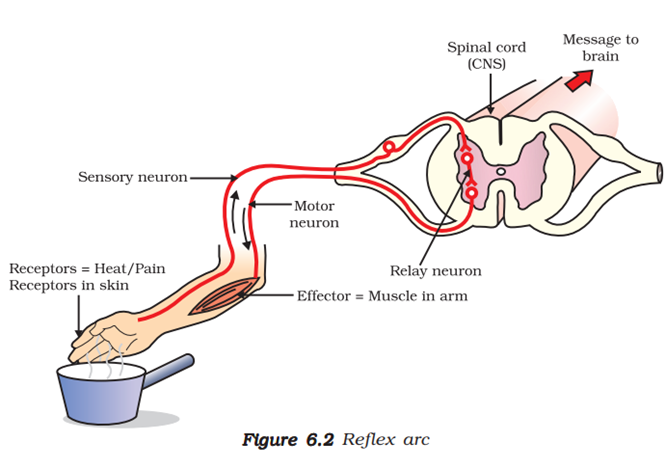 Spinal cord
(CNS)
Message to
brain
Sensory neuron
Motor
neuron
Relay neuron
Receptors = Heat/Pain
Receptors in skin
Effector = Muscle in arm
Figure 6.2 Reflex arc